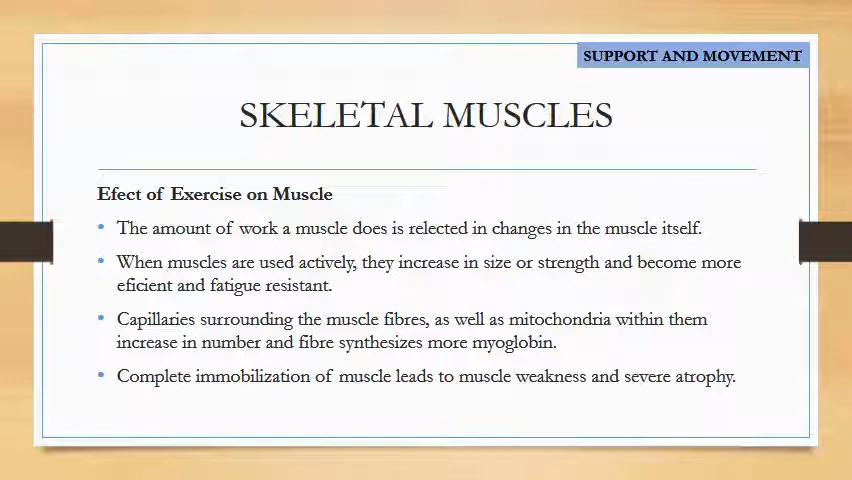 SUPPORT AND MOVEMENT
SKELETAL MUSCLES
Efect of Exercise on Muscle
• The amount of work a muscle does is relected in changes in the muscle itself.
• When muscles are used actively, they increase in size or strength and become more
eficient and fatigue resistant.
• Capillaries surrounding the muscle fibres, as well as mitochondria within them
increase in number and fibre synthesizes more myoglobin.
• Complete immobilization of muscle leads to muscle weakness and severe atrophy.